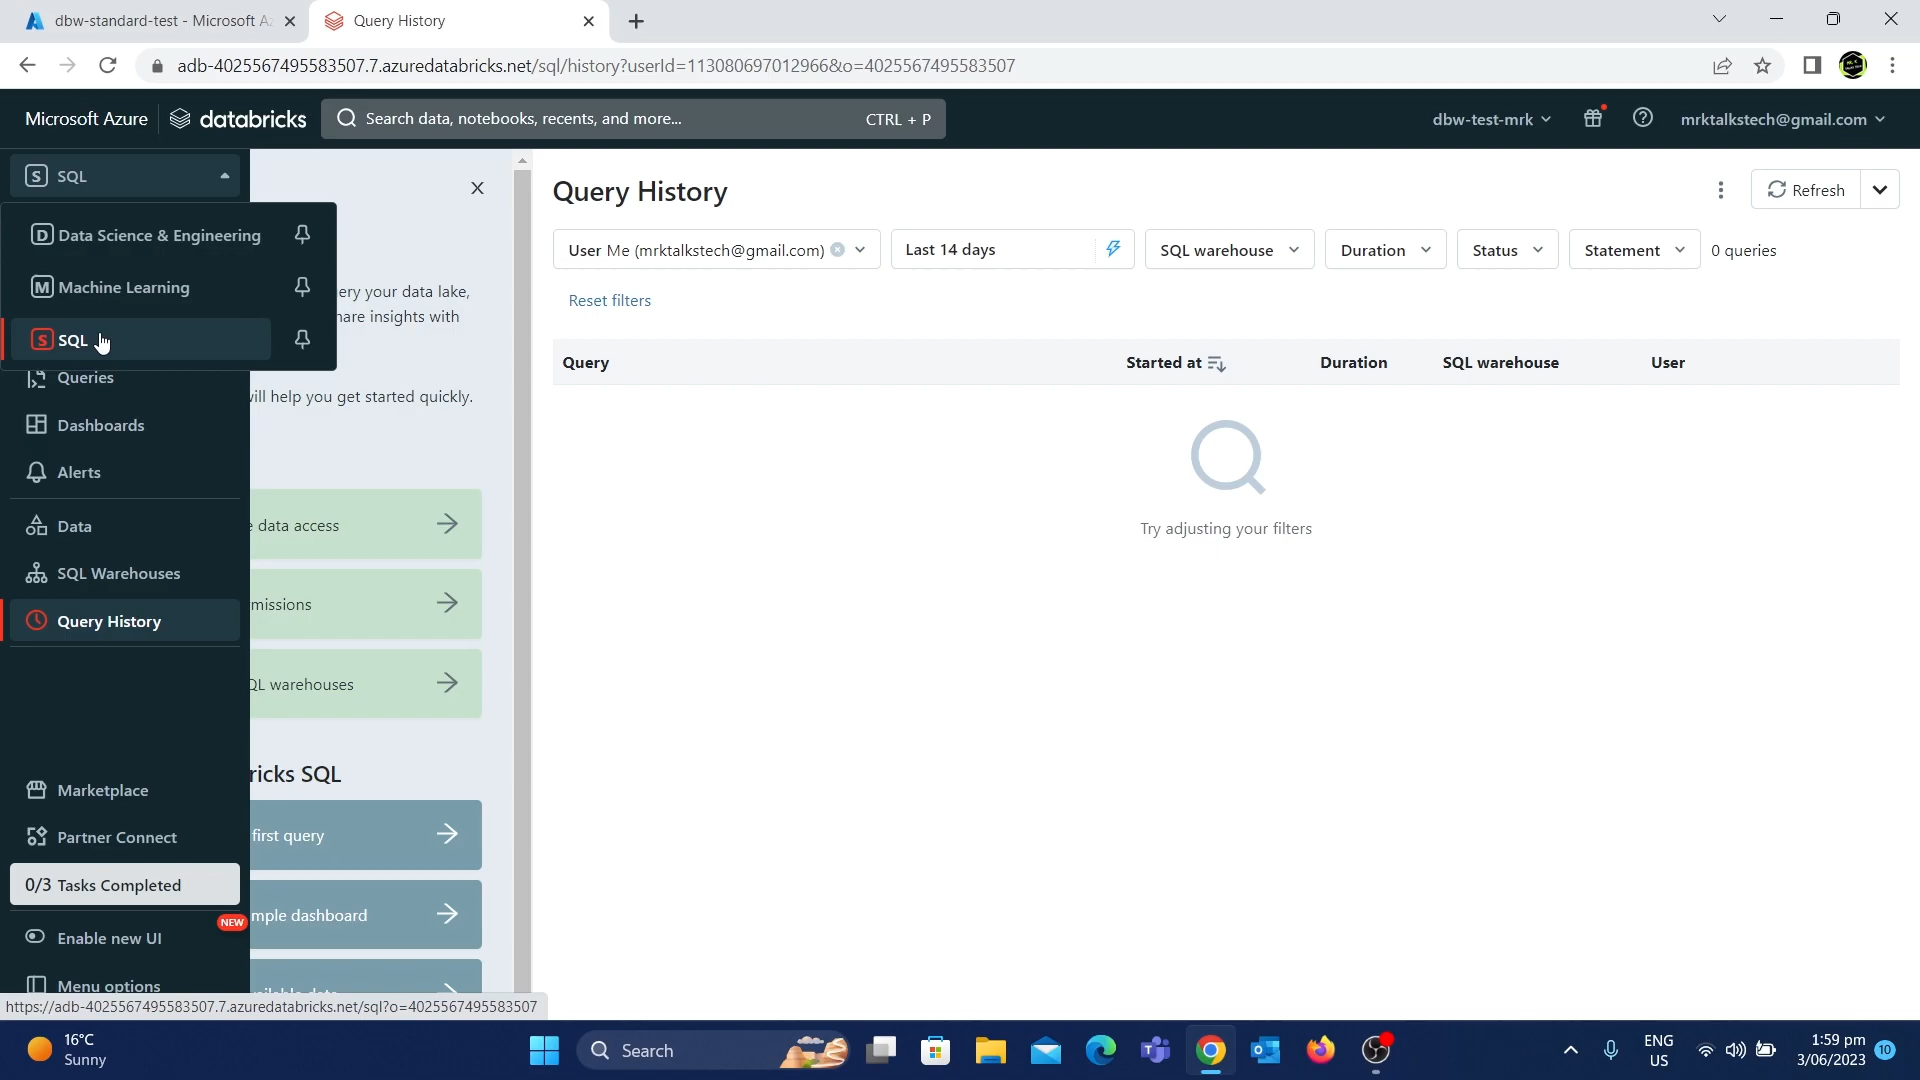 dbw-standard-test - Microsoft A
Query History
adb-4025567495583507.7.azuredatabricks.net/sql/history?userId=113080697012966&o=4025567495583507
Microsoft Azure
databricks
Search data, notebooks, recents, and more...
CTRL + P
dbw-test-mrk
mrktalkstech@gmail.com
S SQL
D Data Science & Engineering
M Machine Learning
S SQL
Queries
Dashboards
Alerts
Data
SQL Warehouses
Query History
Marketplace
Partner Connect
0/3 Tasks Completed
NEW
Enable new UI
Menu options
ery your data lake,
hare insights with
will help you get started quickly.
e data access
missions
QL warehouses
ricks SQL
first query
mple dashboard
Query History
Refresh
User Me (mrktalkstech@gmail.com)
Last 14 days
SQL warehouse
Duration
Status
Statement
0 queries
Reset filters
Query
Started at
Duration
SQL warehouse
User
Try adjusting your filters
https://adb-4025567495583507.7.azuredatabricks.net/sql?o=4025567495583507
16°C
Sunny
Search
ENG
US
1:59 pm
3/06/2023
10